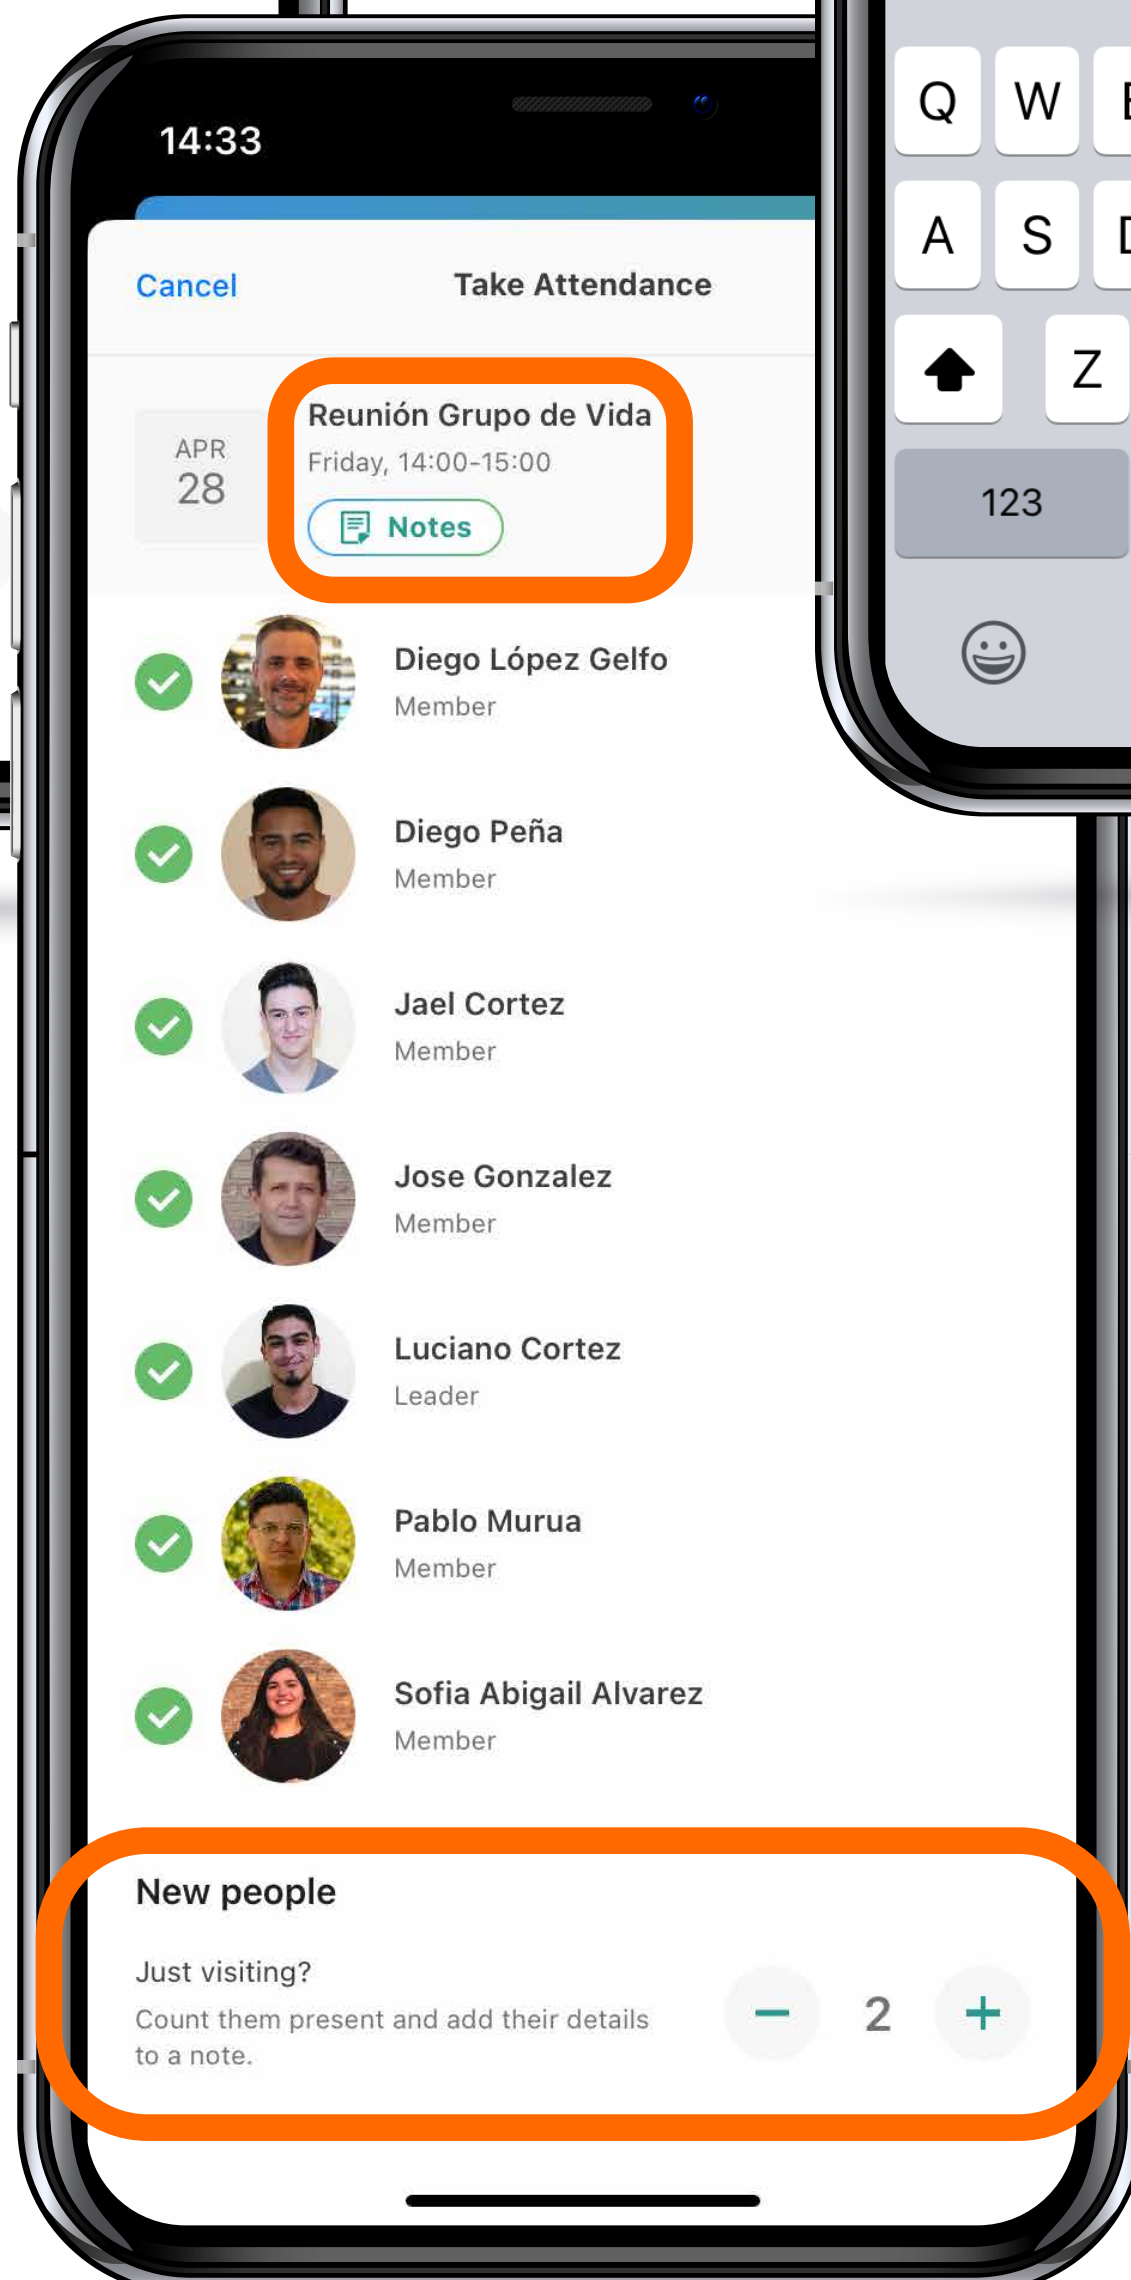 14:33
Cancel
Take Attendance
APR
28
Reunión Grupo de Vida
Friday, 14:00-15:00
Notes
Diego López Gelfo
Member
Diego Peña
Member
Jael Cortez
Member
Jose Gonzalez
Member
Luciano Cortez
Leader
Pablo Murua
Member
Sofia Abigail Alvarez
Member
New people
Just visiting?
Count them present and add their details
to a note.
2
Q W
A S
Z
123